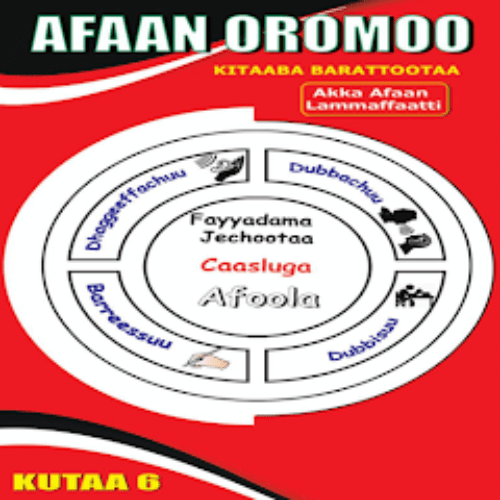 AFAAN OROMOO
KITAABA BARATTOOTAA
Akka Afaan
Lammaffaatti
Dhaggeeffachuu
Dubbachuu
Fayyadama
Jechootaa
Caasluga
Afoola
Barreessuu
Dubbisuu
KUTAA 6